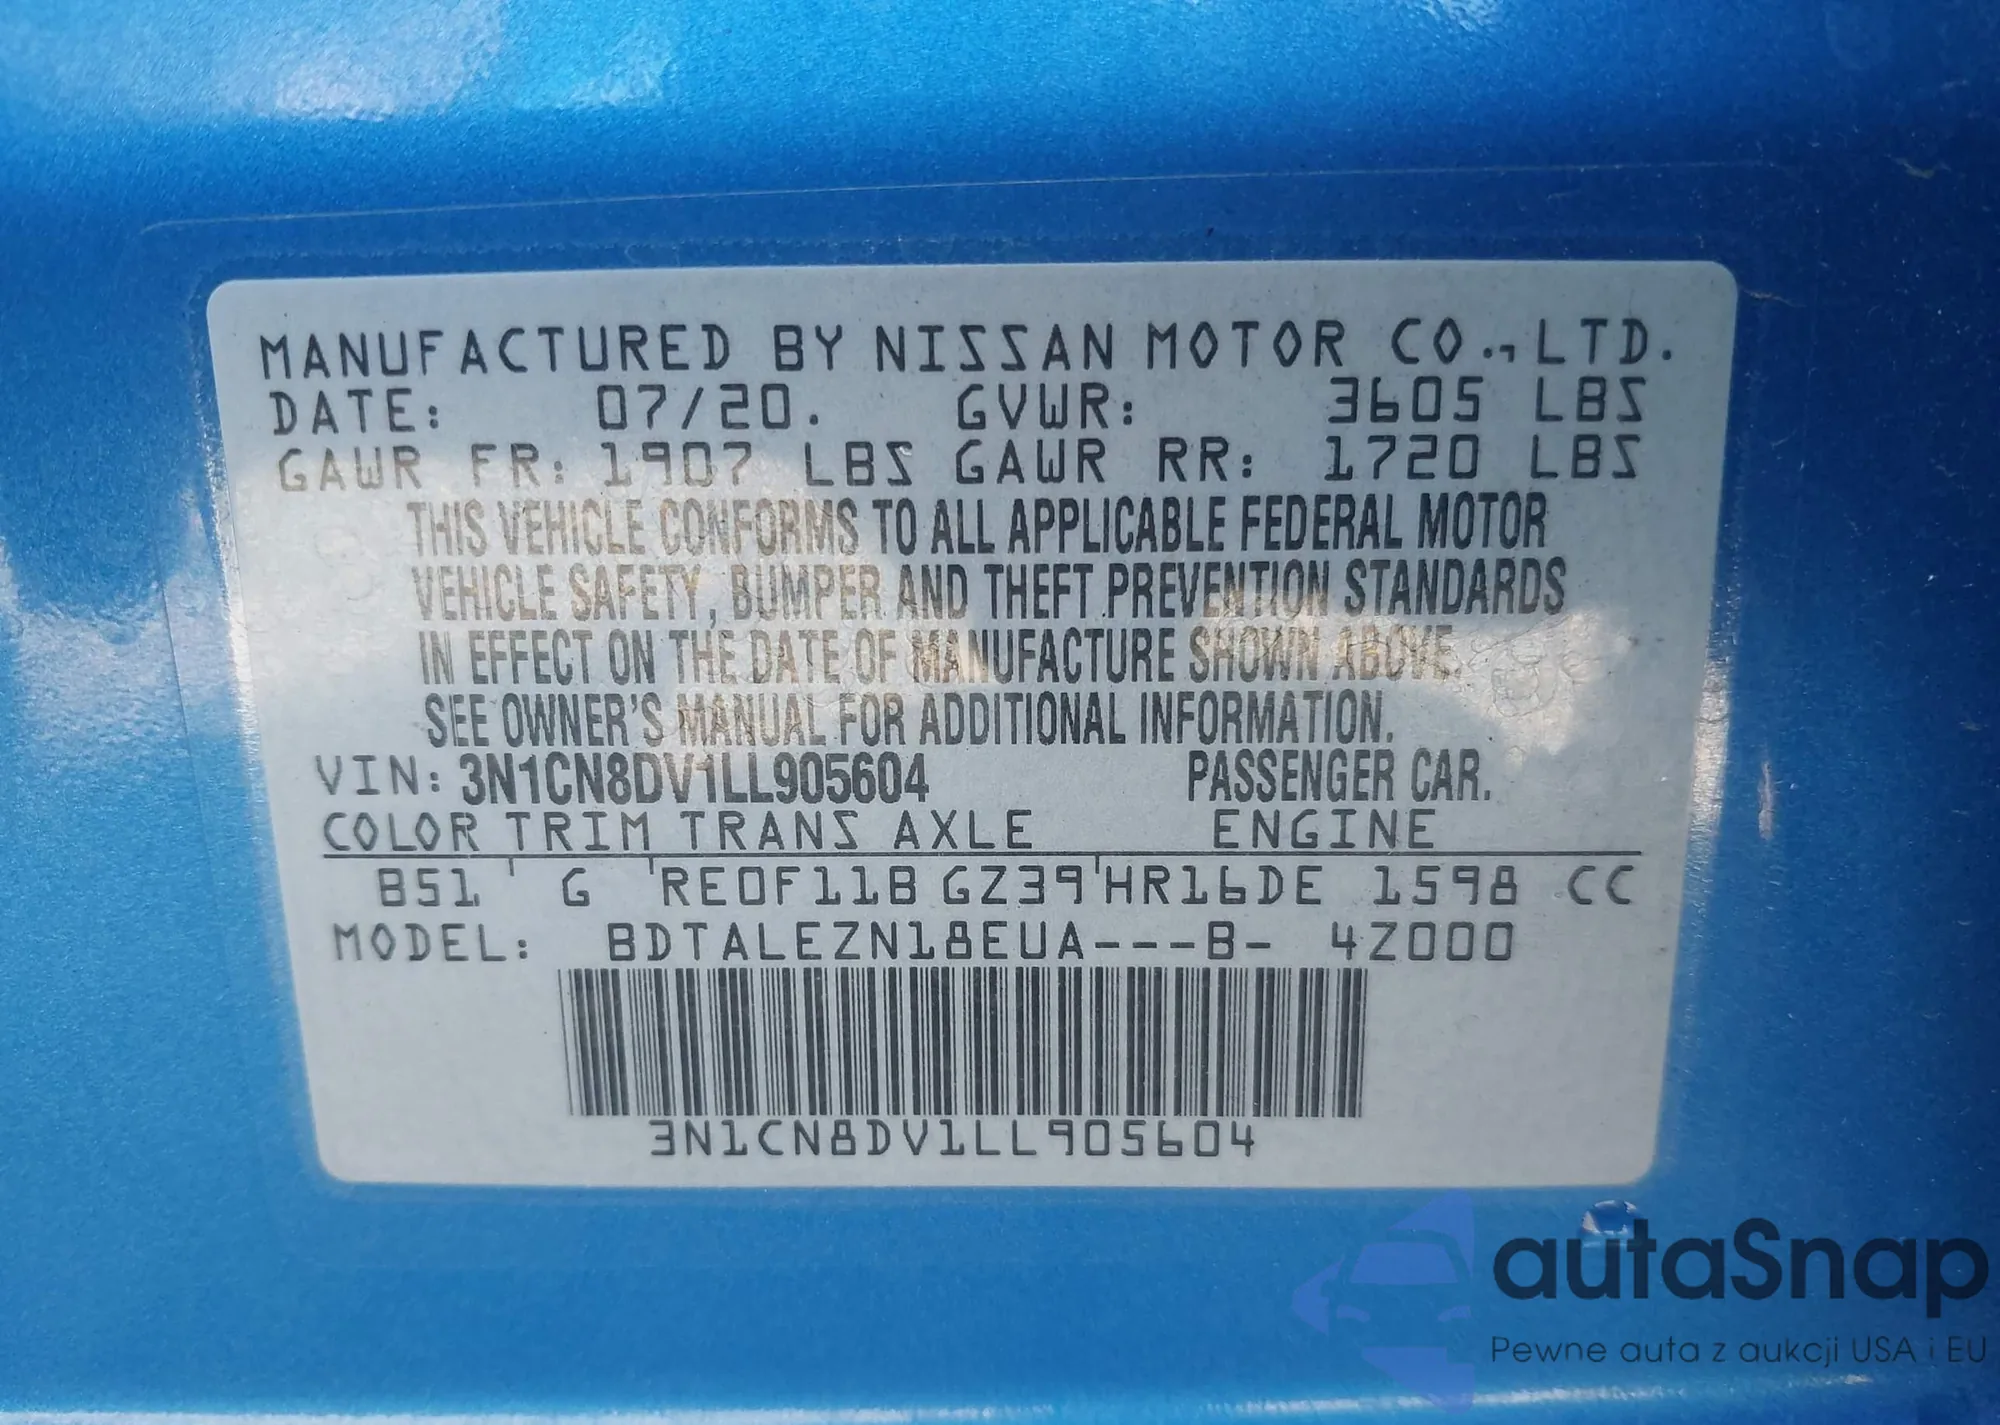 MANUFACTURED BY NISSAN MOTOR CO., LTD.
DATE: 07/20. GVWR: 3605 LBS
GAWR FR: 1907 LBS GAWR RR: 1720 LBS
THIS VEHICLE CONFORMS TO ALL APPLICABLE FEDERAL MOTOR
VEHICLE SAFETY, BUMPER AND THEFT PREVENTION STANDARDS
IN EFFECT ON THE DATE OF MANUFACTURE SHOWN ABOVE.
SEE OWNER'S MANUAL FOR ADDITIONAL INFORMATION.
VIN: 3N1CN8DV1LL905604 PASSENGER CAR.
COLOR TRIM TRANS AXLE ENGINE
B51 G RE0F11B GZ39 HR16DE 1598 CC
MODEL: BDTALEZN18EUA---B- 4Z000
3N1CN8DV1LL905604
autaSnap
Pewne auta z aukcji USA i EU